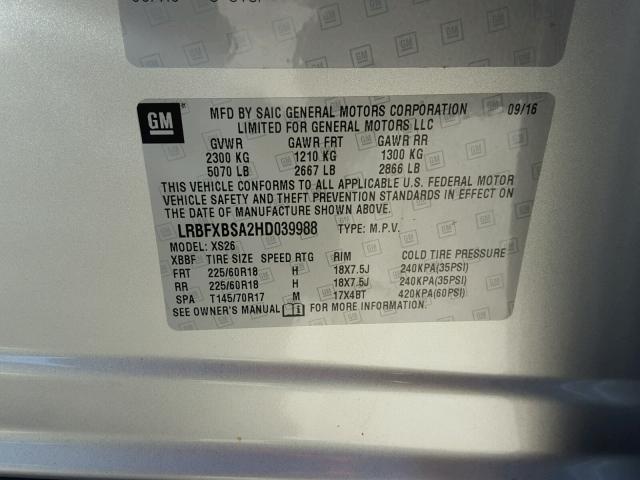 GM
MFD BY SAIC GENERAL MOTORS CORPORATION 09/16
LIMITED FOR GENERAL MOTORS LLC
GVWR GAWR FRT GAWR RR
2300 KG 1210 KG 1300 KG
5070 LB 2667 LB 2866 LB
THIS VEHICLE CONFORMS TO ALL APPLICABLE U.S. FEDERAL MOTOR
VEHICLE SAFETY AND THEFT PREVENTION STANDARDS IN EFFECT ON
THE DATE OF MANUFACTURE SHOWN ABOVE.
LRBFXBSA2HD039988 TYPE: M.P.V.
MODEL: XS26
XBBF TIRE SIZE SPEED RTG RIM COLD TIRE PRESSURE
FRT 225/60R18 H 18X7.5J 240KPA(35PSI)
RR 225/60R18 H 18X7.5J 240KPA(35PSI)
SPA T145/70R17 M 17X4BT 420KPA(60PSI)
SEE OWNER'S MANUAL FOR MORE INFORMATION.